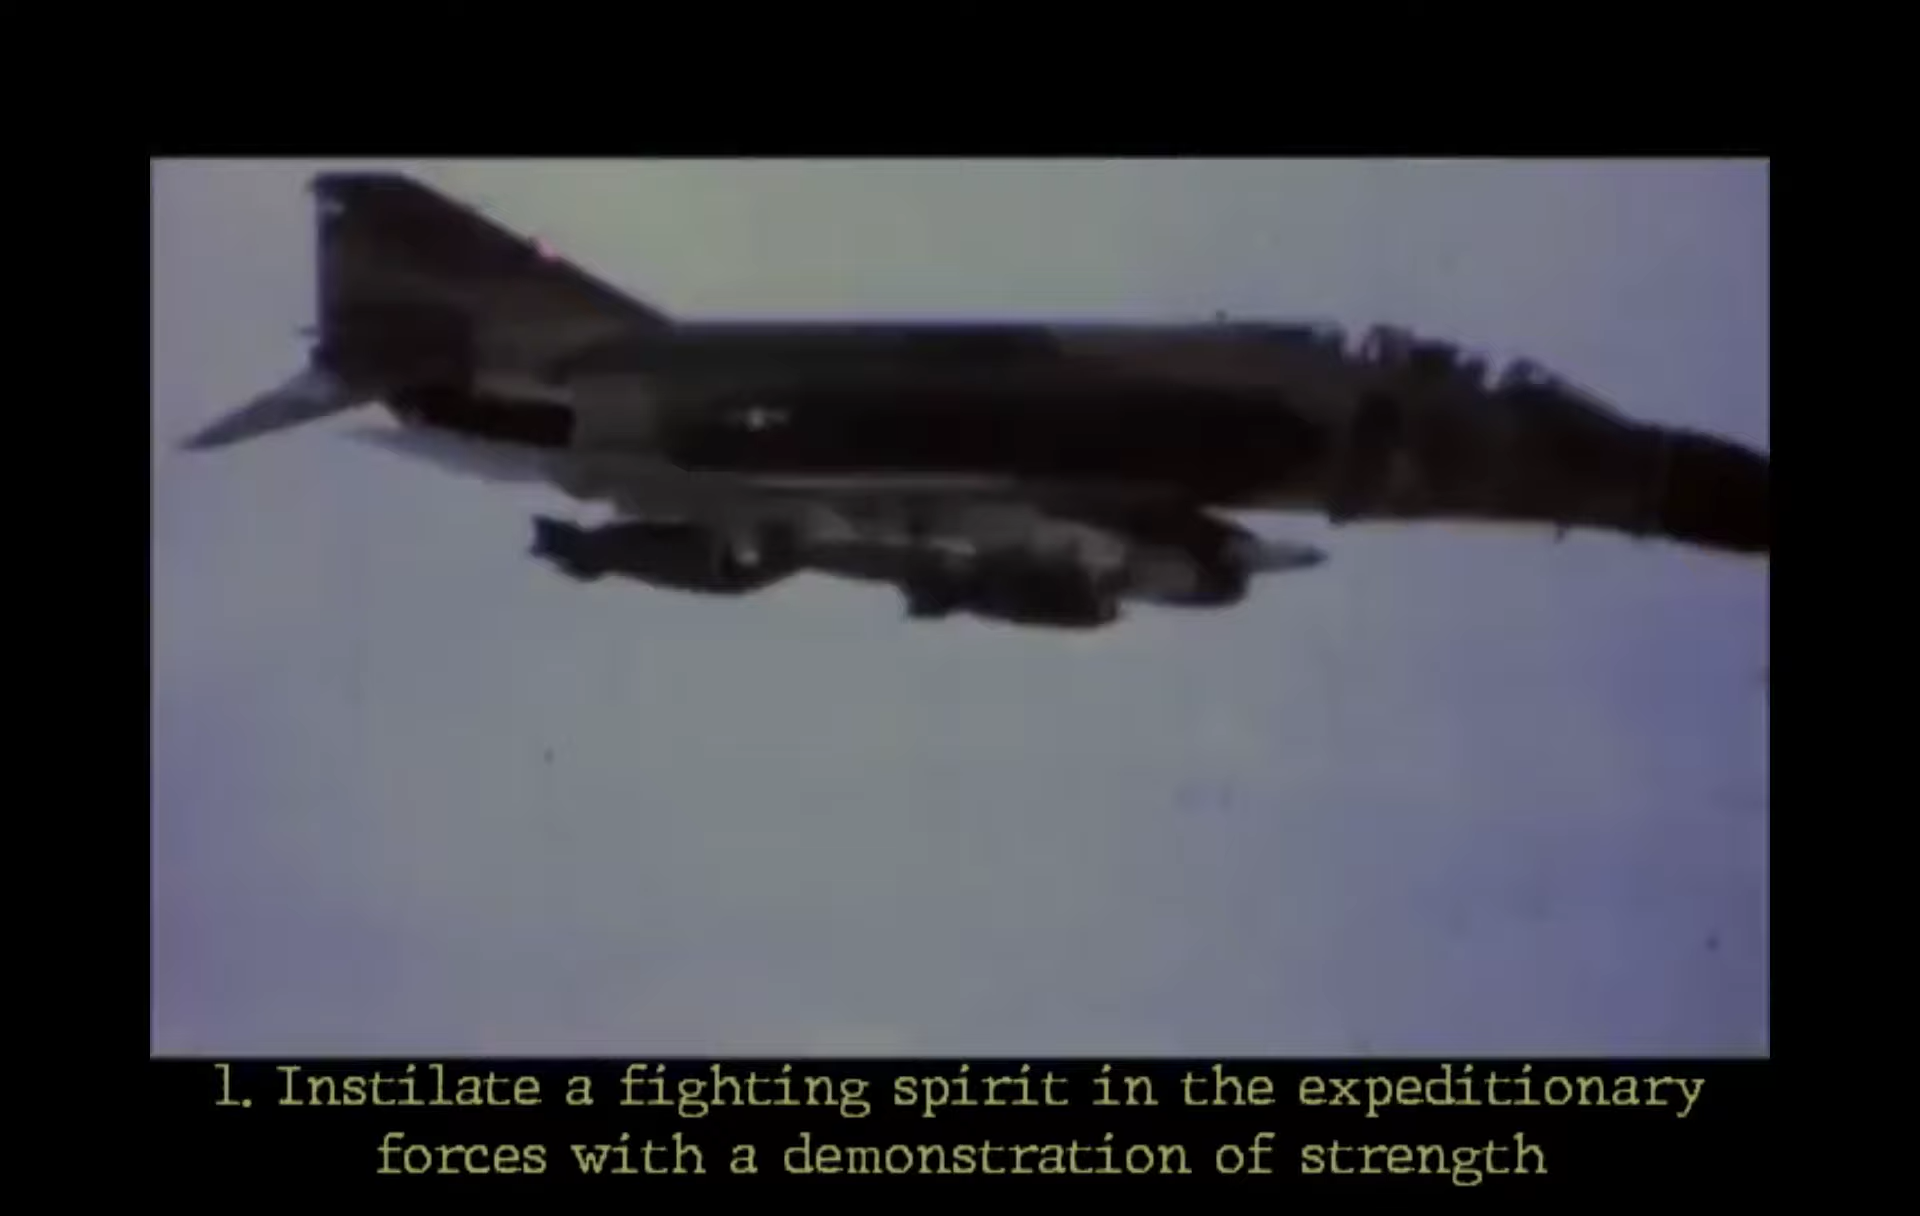 1. Instilate a fighting spirit in the expeditionary
forces with a demonstration of strength